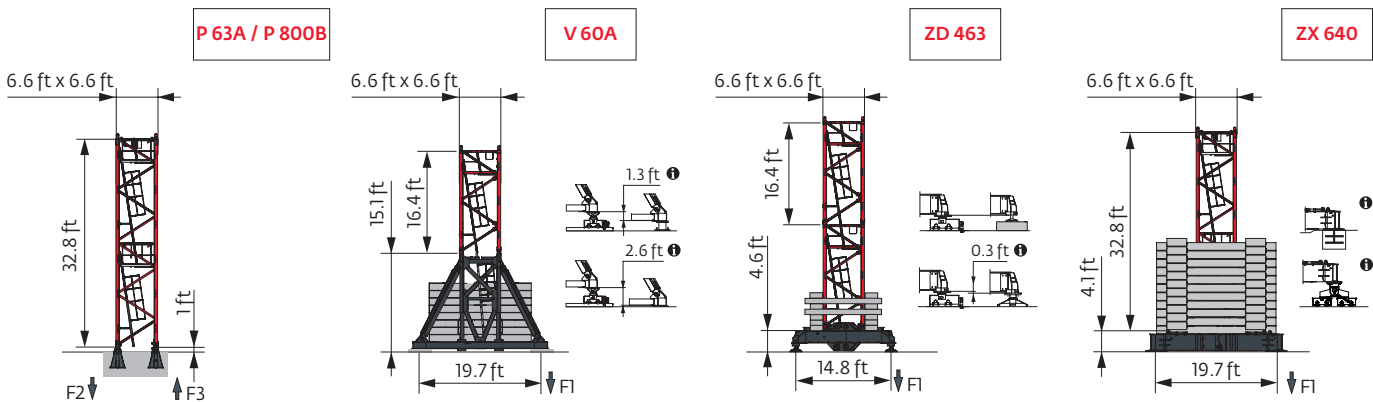 P 63A / P 800B
6.6 ft x 6.6 ft
32.8 ft
1 ft
F2
F3
V 60A
6.6 ft x 6.6 ft
15.1 ft
16.4 ft
1.3 ft i
2.6 ft i
19.7 ft
F1
ZD 463
6.6 ft x 6.6 ft
16.4 ft
4.6 ft
0.3 ft i
14.8 ft
F1
ZX 640
6.6 ft x 6.6 ft
32.8 ft
4.1 ft
i
i
19.7 ft
F1